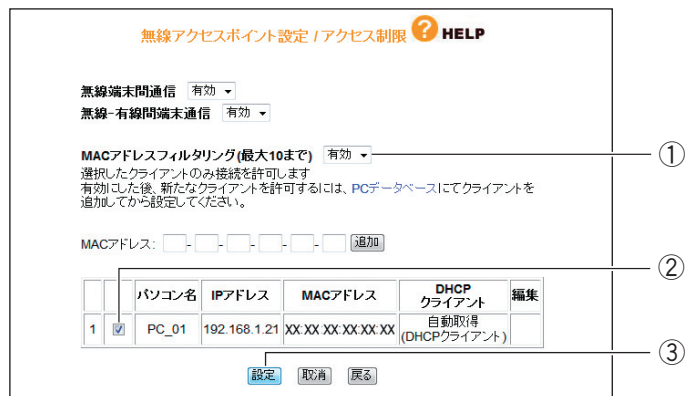 無線アクセスポイント設定 / アクセス制限 ? HELP
無線端末間通信 有効
無線-有線間端末通信 有効
MACアドレスフィルタリング(最大10まで) 有効
①
選択したクライアントのみ接続を許可します
有効にした後、新たなクライアントを許可するには、PCデータベースにてクライアントを
追加してから設定してください。
MACアドレス: - - - - - 追加
②
パソコン名 IPアドレス MACアドレス DHCP
クライアント 編集
1 PC_01 192.168.1.21 XX:XX:XX:XX:XX:XX 自動取得
(DHCPクライアント)
③
設定 取消 戻る